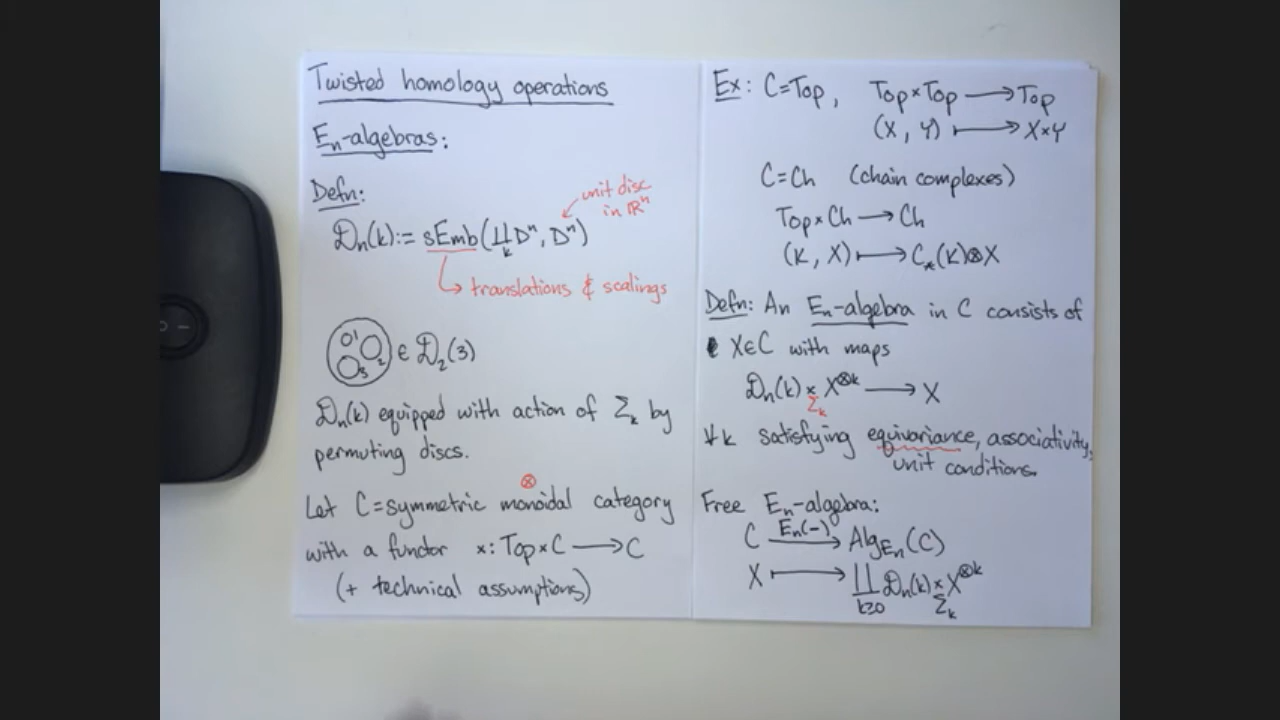 Twisted homology operations
Eₙ-algebras:
Defn:
𝒟ₙ(k) := sEmb(∐ₖ Dⁿ, Dⁿ)
unit disc
in ℝⁿ
↳ translations & scalings
1 2 3 ∈ 𝒟₂(3)
𝒟ₙ(k) equipped with action of Σₖ by
permuting discs.
⊗
Let C = symmetric monoidal category
with a functor ×: Top × C ⟶ C
(+ technical assumptions)
Ex: C = Top, Top × Top ⟶ Top
(X, Y) ⟼ X × Y
C = Ch (chain complexes)
Top × Ch ⟶ Ch
(K, X) ⟼ C_*(K) ⊗ X
Defn: An Eₙ-algebra in C consists of
X ∈ C with maps
𝒟ₙ(k) ×_{Σₖ} X^{⊗k} ⟶ X
∀k satisfying equivariance, associativity,
unit conditions.
Free Eₙ-algebra:
C ⟶^{Eₙ(-)} Alg_{Eₙ}(C)
X ⟼ ∐_{k≥0} 𝒟ₙ(k) ×_{Σₖ} X^{⊗k}